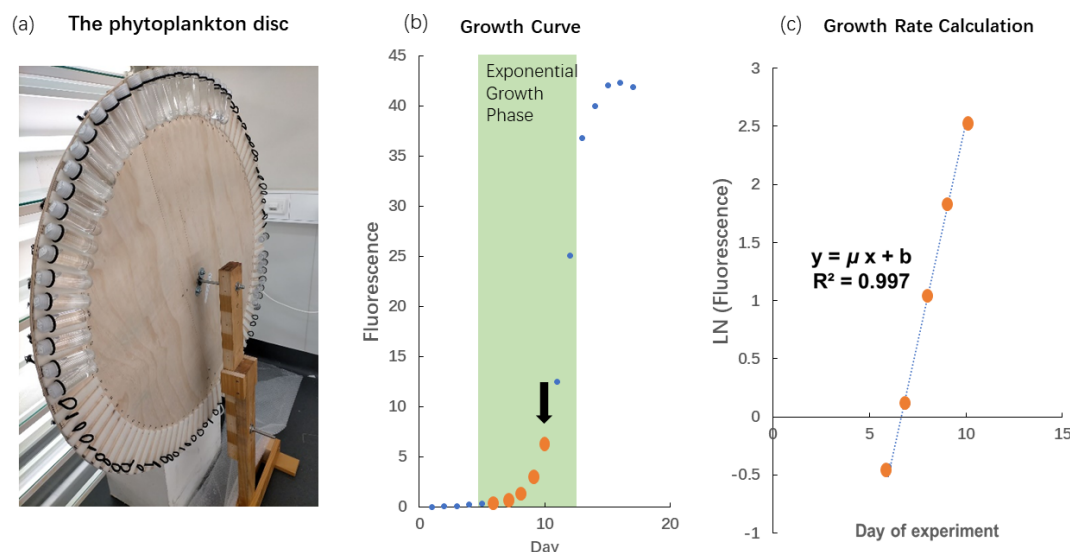 (a) The phytoplankton disc
(b) Growth Curve
Exponential
Growth
Phase
Fluorescence
45
40
35
30
25
20
15
10
5
0
0 10 20
Day
(c) Growth Rate Calculation
LN (Fluorescence)
3
2.5
2
1.5
1
0.5
0
-0.5
-1
y = μ x + b
R² = 0.997
0 5 10 15
Day of experiment